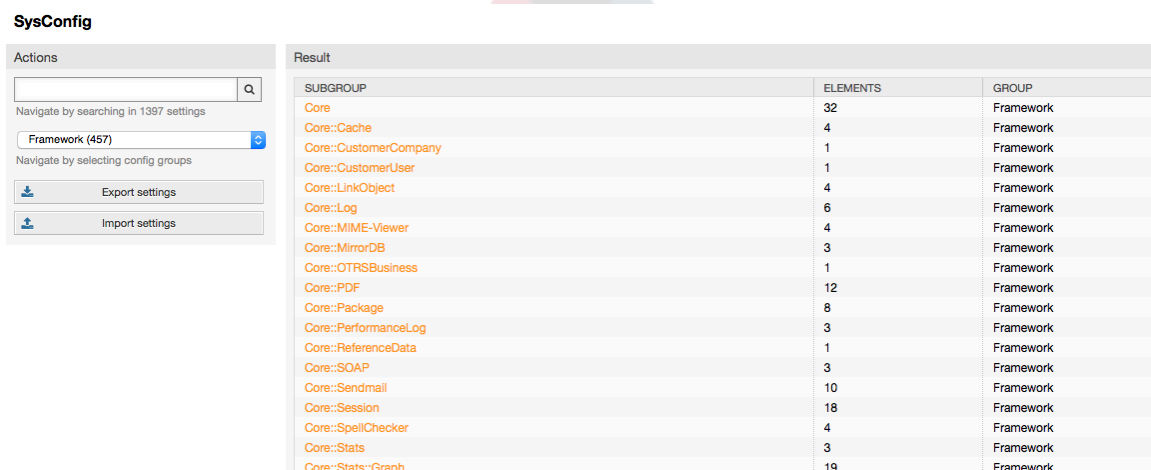 SysConfig
Actions
Navigate by searching in 1397 settings
Framework (457)
Navigate by selecting config groups
Export settings
Import settings
Result
SUBGROUP ELEMENTS GROUP
Core 32 Framework
Core::Cache 4 Framework
Core::CustomerCompany 1 Framework
Core::CustomerUser 1 Framework
Core::LinkObject 4 Framework
Core::Log 6 Framework
Core::MIME-Viewer 4 Framework
Core::MirrorDB 3 Framework
Core::OTRSBusiness 1 Framework
Core::PDF 12 Framework
Core::Package 8 Framework
Core::PerformanceLog 3 Framework
Core::ReferenceData 1 Framework
Core::SOAP 3 Framework
Core::Sendmail 10 Framework
Core::Session 18 Framework
Core::SpellChecker 4 Framework
Core::Stats 3 Framework
Core::Stats::Graph 19 Framework